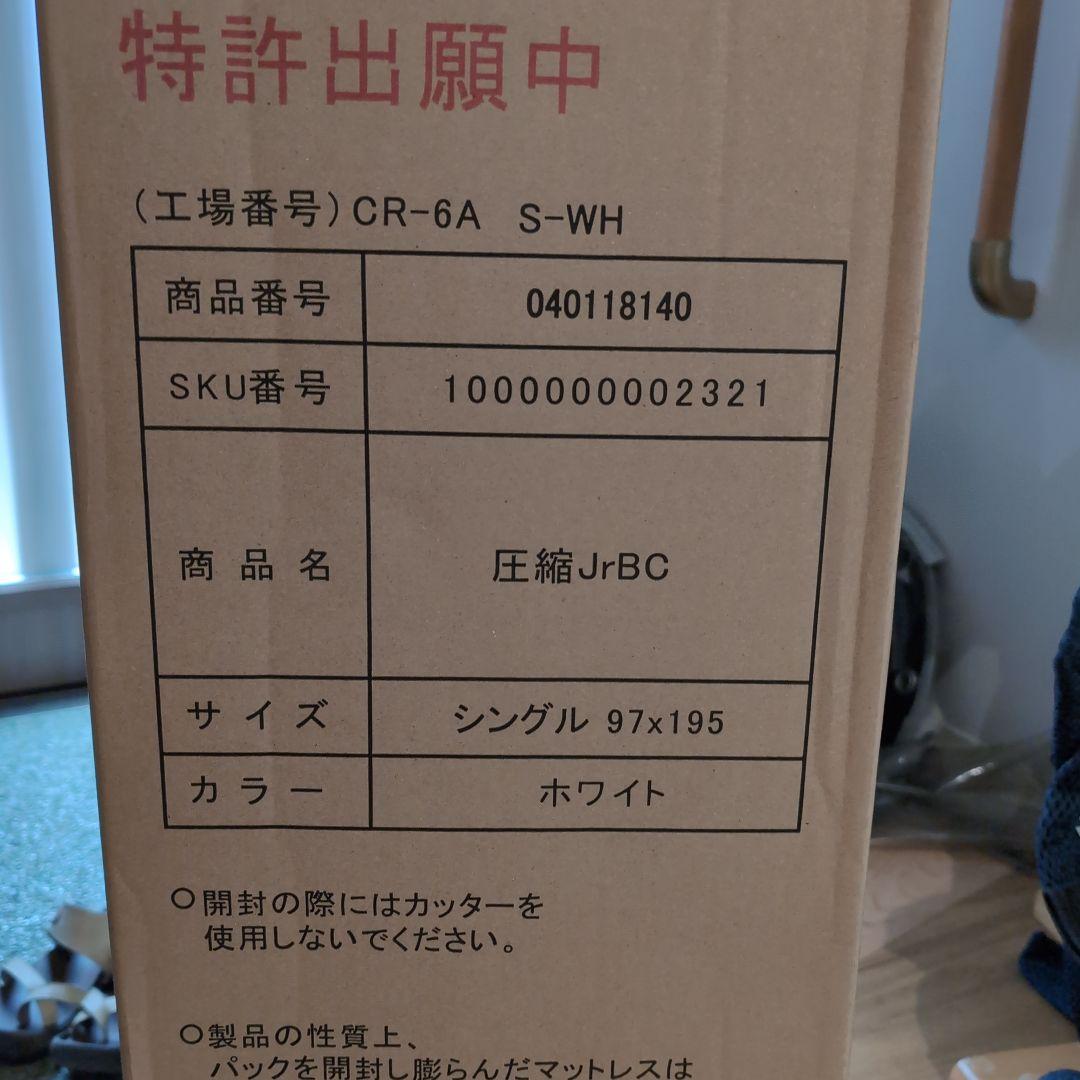 特許出願中
(工場番号)CR-6A S-WH
商品番号 040118140
SKU番号 1000000002321
商品名 圧縮JrBC
サイズ シングル 97x195
カラー ホワイト
○開封の際にはカッターを
使用しないでください。
○製品の性質上、
パックを開封し膨らんだマットレスは